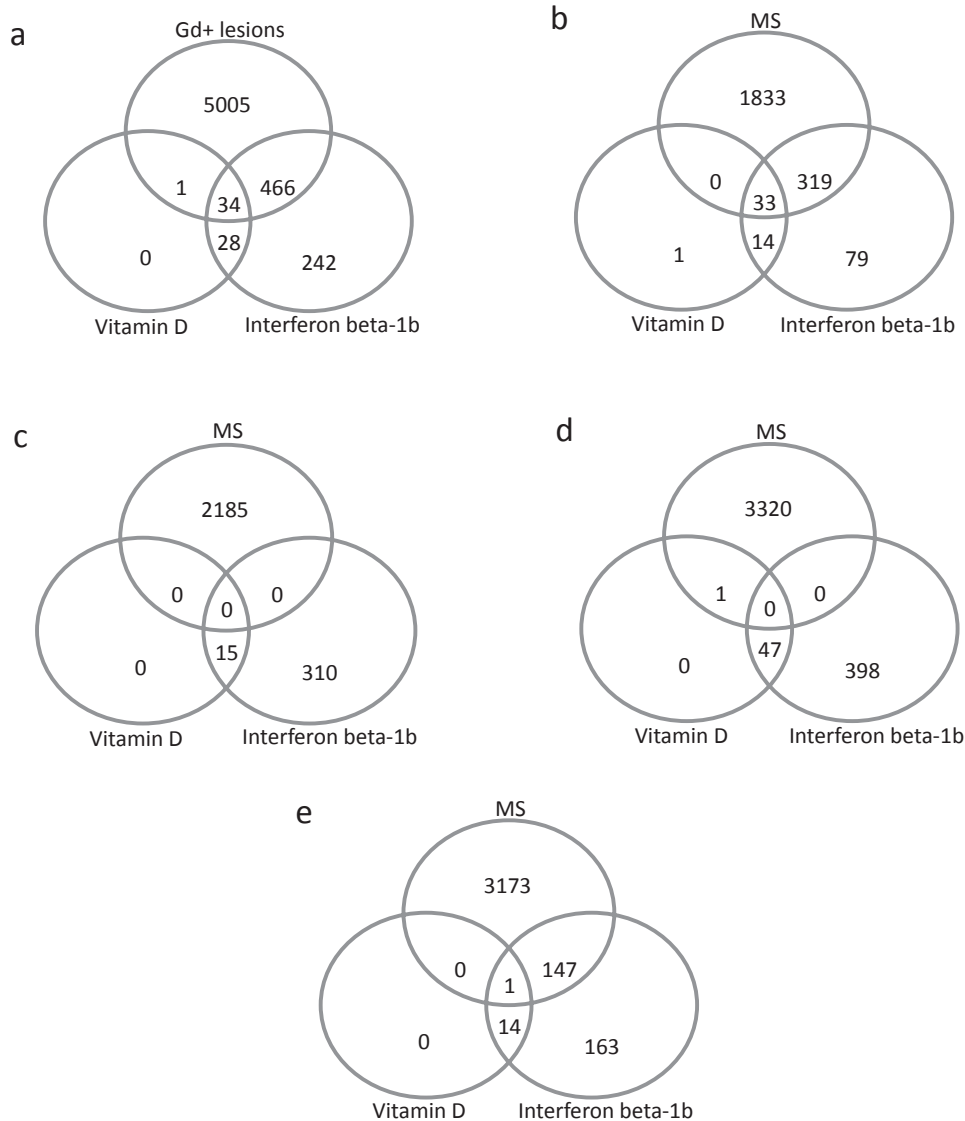 a
Gd+ lesions
5005
1
466
34
28
0
242
Vitamin D
Interferon beta-1b
b
MS
1833
0
319
33
14
1
79
Vitamin D
Interferon beta-1b
c
MS
2185
0
0
0
15
0
310
Vitamin D
Interferon beta-1b
d
MS
3320
1
0
0
47
0
398
Vitamin D
Interferon beta-1b
e
MS
3173
0
147
1
14
0
163
Vitamin D
Interferon beta-1b